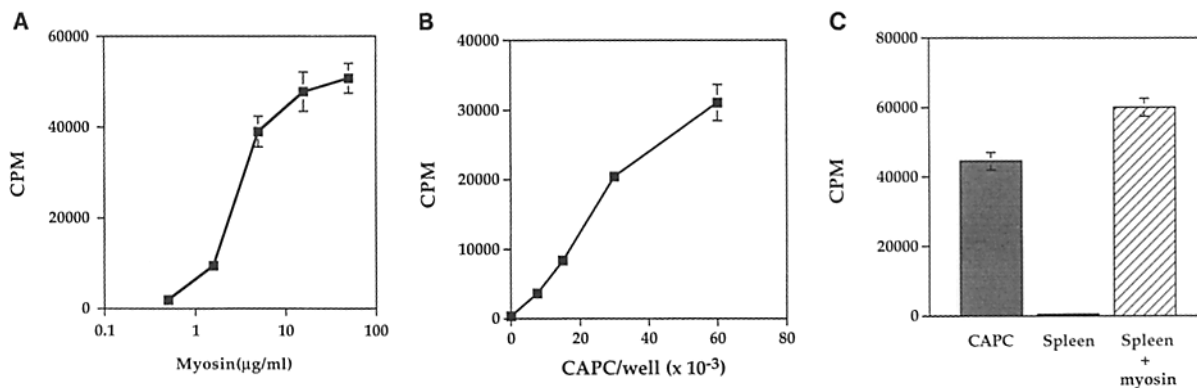 A
60000
40000
CPM
20000
0
0.1 1 10 100
Myosin(µg/ml)
B
40000
30000
CPM
20000
10000
0
0 20 40 60 80
CAPC/well (x 10-3)
C
80000
60000
CPM
40000
20000
0
CAPC Spleen Spleen
+
myosin